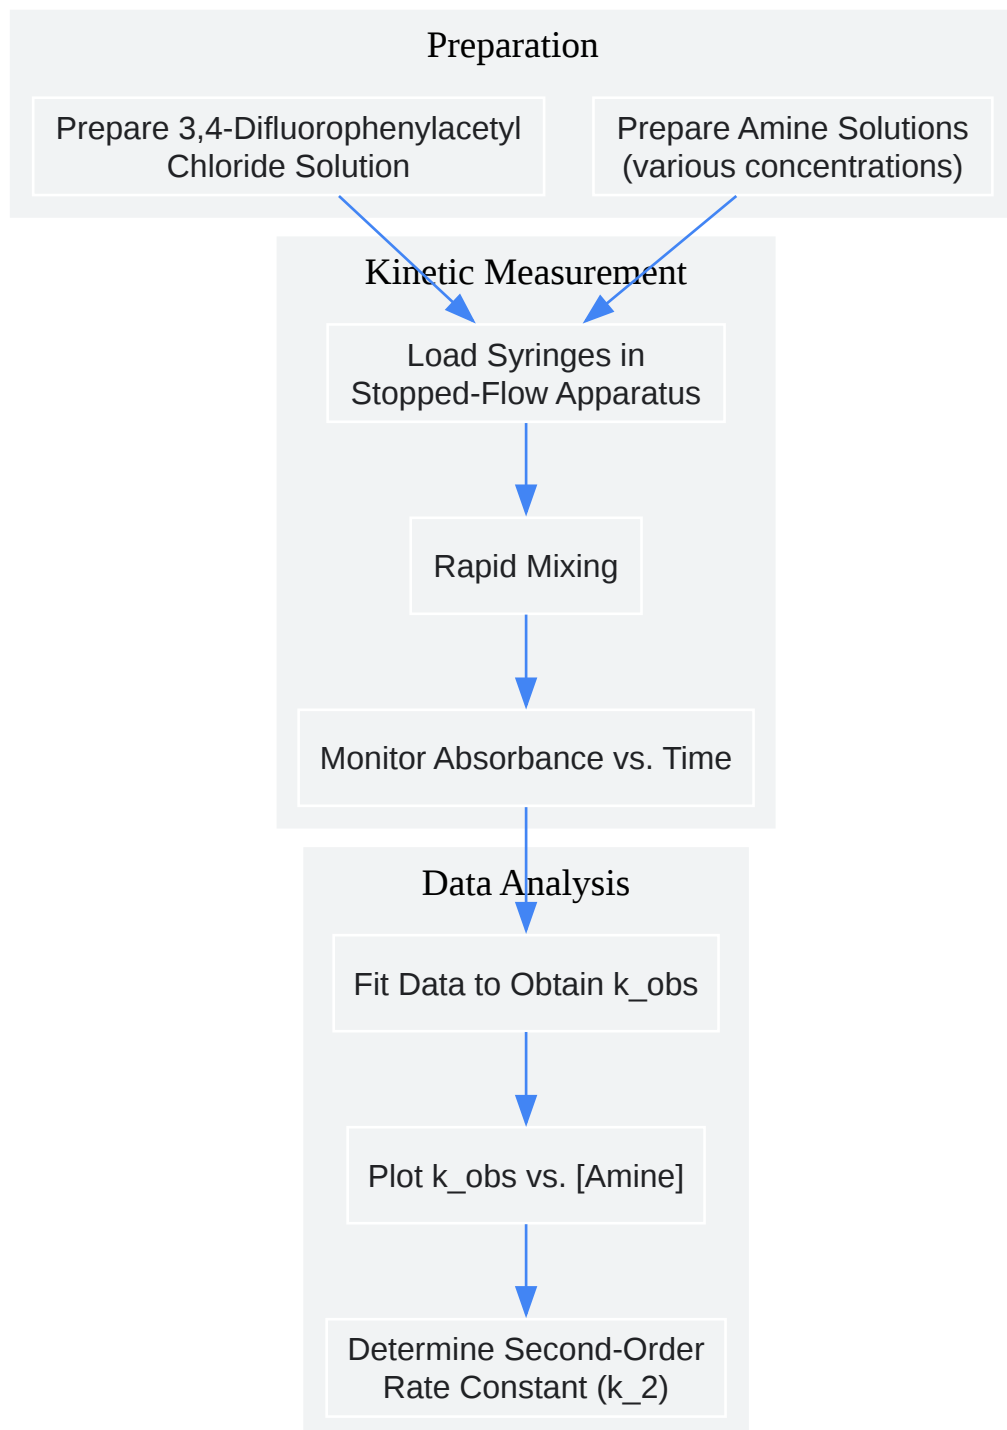 Preparation
Prepare 3,4-Difluorophenylacetyl
Chloride Solution
Prepare Amine Solutions
(various concentrations)
Kinetic Measurement
Load Syringes in
Stopped-Flow Apparatus
Rapid Mixing
Monitor Absorbance vs. Time
Data Analysis
Fit Data to Obtain k_obs
Plot k_obs vs. [Amine]
Determine Second-Order
Rate Constant (k_2)